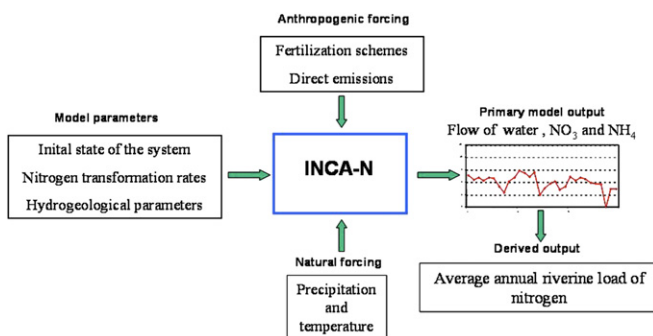 Anthropogenic forcing
Fertilization schemes
Direct emissions
Model parameters
Inital state of the system
Nitrogen transformation rates
Hydrogeological parameters
INCA-N
Primary model output
Flow of water , NO3 and NH4
Natural forcing
Precipitation
and
temperature
Derived output
Average annual riverine load of
nitrogen